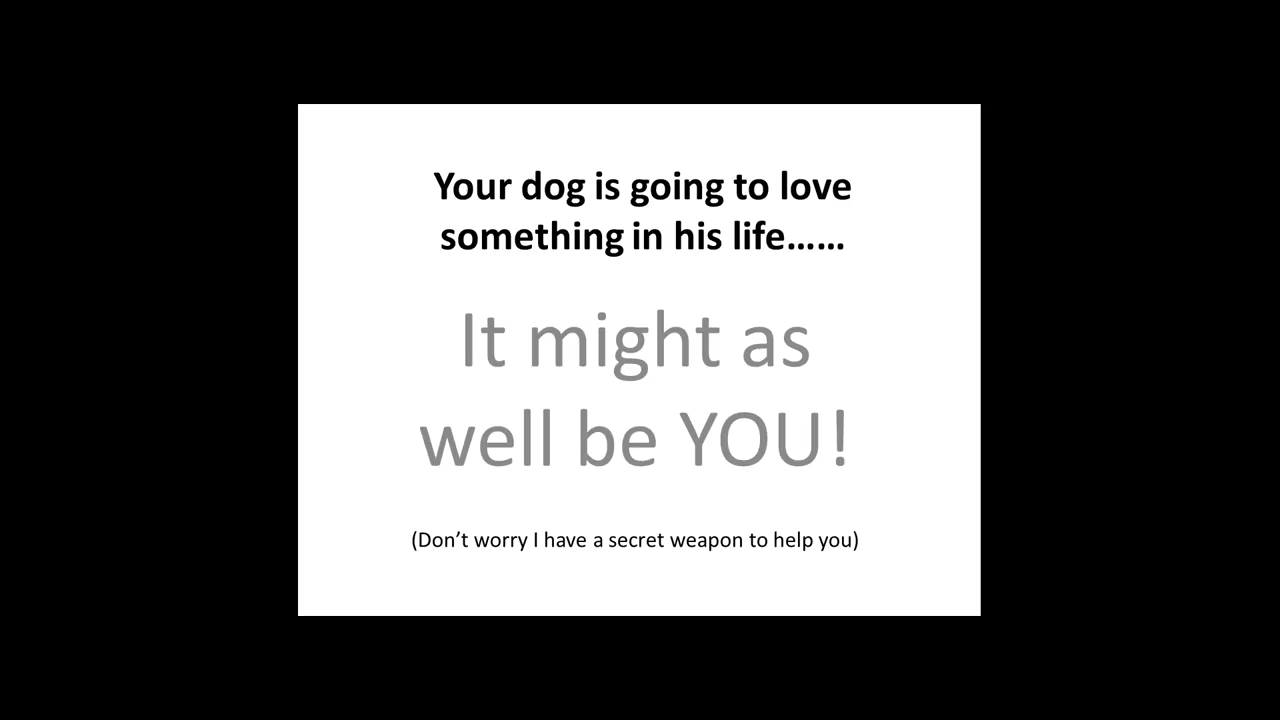 Your dog is going to love
something in his life……
It might as
well be YOU!
(Don’t worry I have a secret weapon to help you)